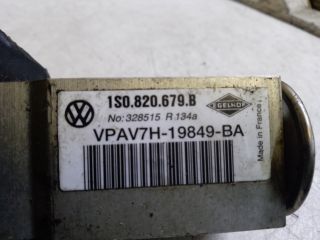 1S0.820.679.B
EGELHOF
No: 328515 R.134a
VPAV7H-19849-BA
Made in France